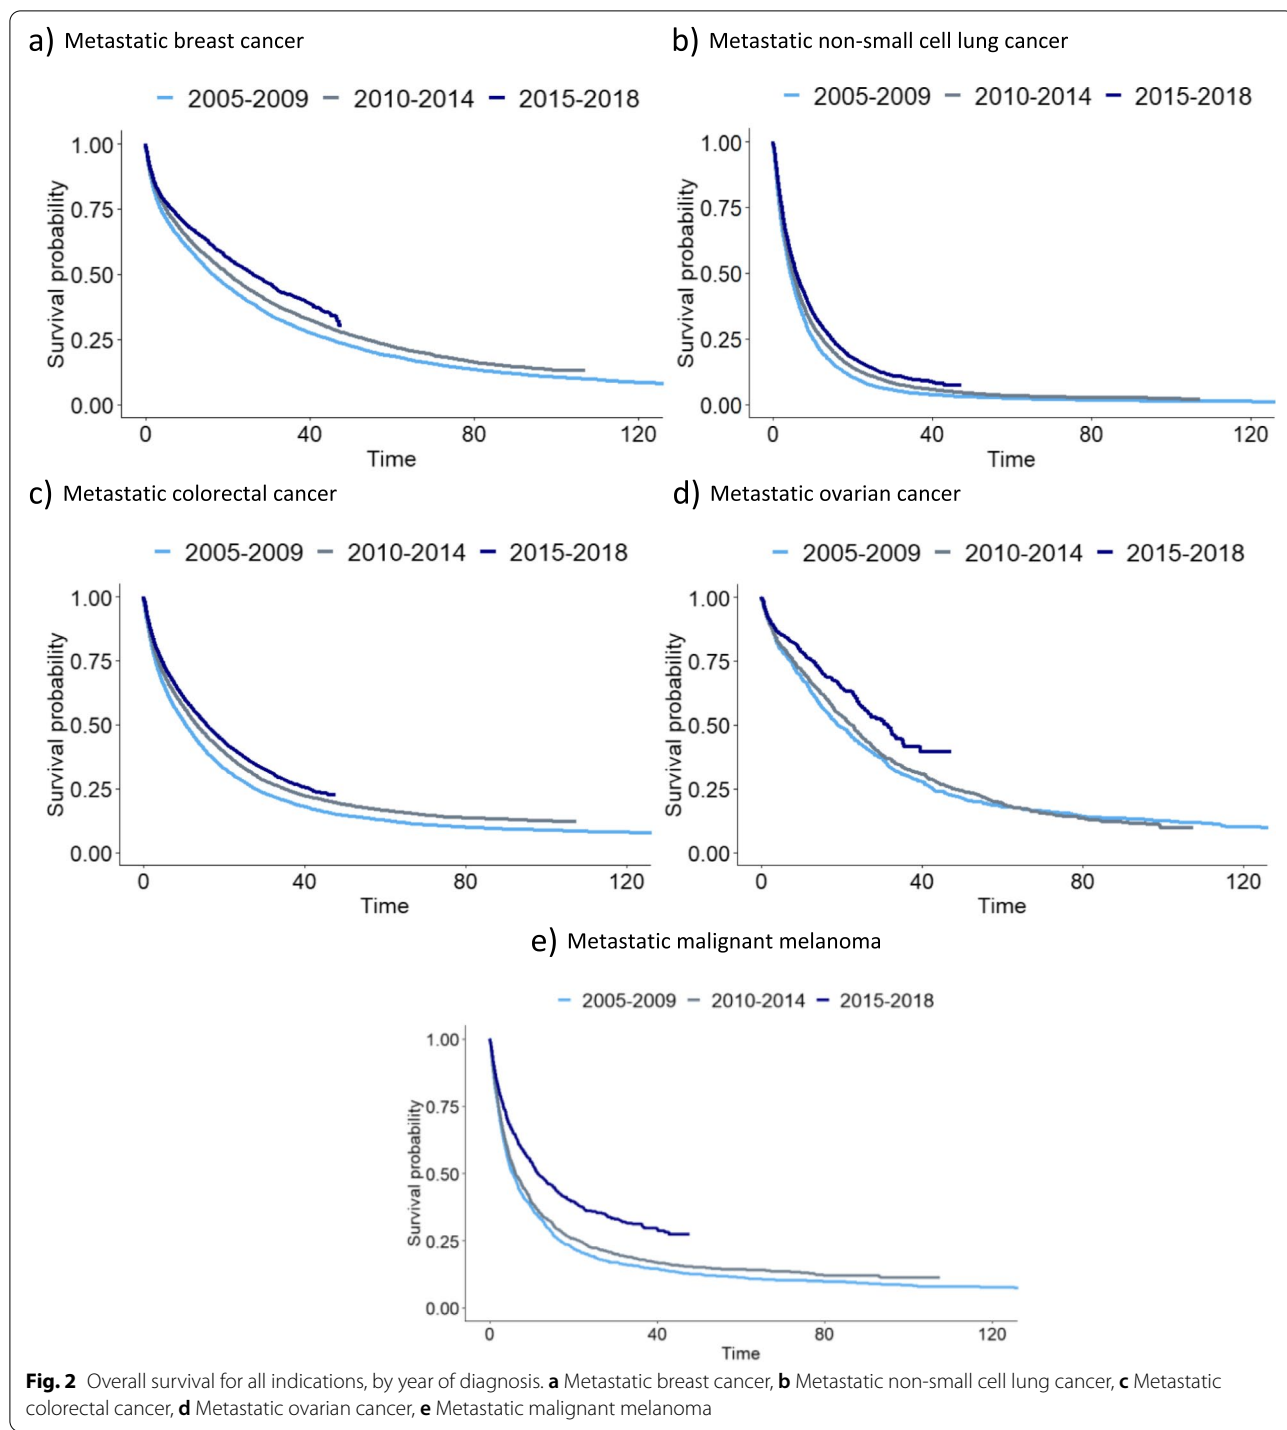 a) Metastatic breast cancer
2005-2009 2010-2014 2015-2018
1.00
0.75
0.50
0.25
0.00
Survival probability
0 40 80 120
Time
b) Metastatic non-small cell lung cancer
2005-2009 2010-2014 2015-2018
1.00
0.75
0.50
0.25
0.00
Survival probability
0 40 80 120
Time
c) Metastatic colorectal cancer
2005-2009 2010-2014 2015-2018
1.00
0.75
0.50
0.25
0.00
Survival probability
0 40 80 120
Time
d) Metastatic ovarian cancer
2005-2009 2010-2014 2015-2018
1.00
0.75
0.50
0.25
0.00
Survival probability
0 40 80 120
Time
e) Metastatic malignant melanoma
2005-2009 2010-2014 2015-2018
1.00
0.75
0.50
0.25
0.00
Survival probability
0 40 80 120
Time
Fig. 2 Overall survival for all indications, by year of diagnosis. a Metastatic breast cancer, b Metastatic non-small cell lung cancer, c Metastatic
colorectal cancer, d Metastatic ovarian cancer, e Metastatic malignant melanoma